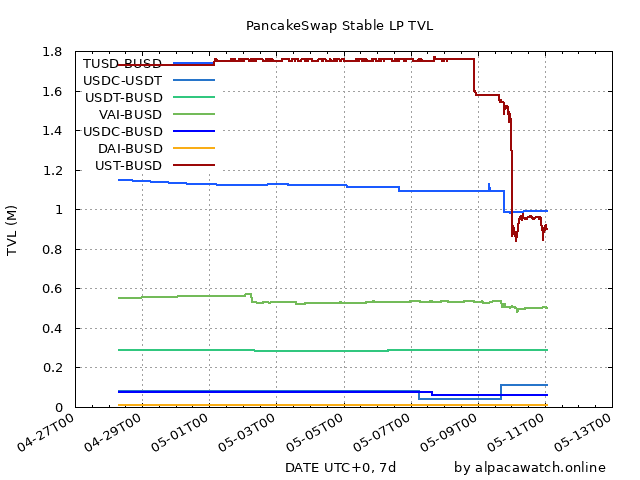 PancakeSwap Stable LP TVL
TVL (M)
1.8
1.6
1.4
1.2
1
0.8
0.6
0.4
0.2
0
TUSD-BUSD
USDC-USDT
USDT-BUSD
VAI-BUSD
USDC-BUSD
DAI-BUSD
UST-BUSD
04-27T00
04-29T00
05-01T00
05-03T00
05-05T00
05-07T00
05-09T00
05-11T00
05-13T00
DATE UTC+0, 7d
by alpacawatch.online